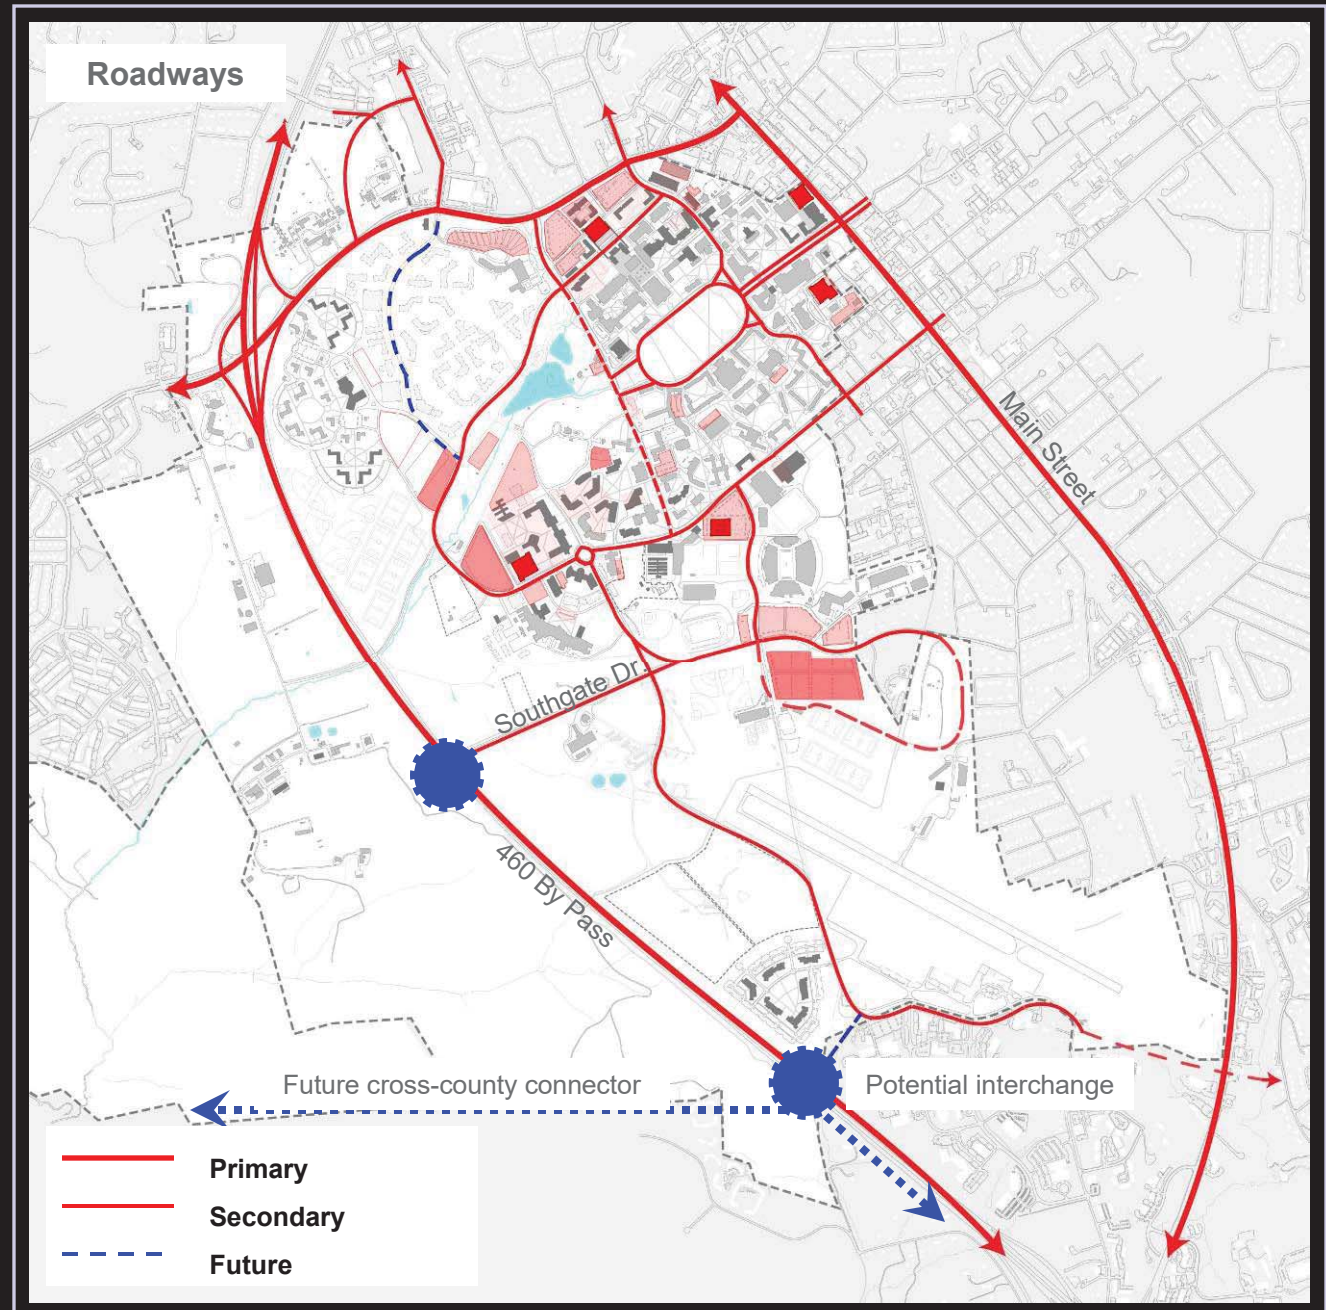 Roadways
Main Street
Southgate Dr.
460 By Pass
Future cross-county connector
Potential interchange
Primary
Secondary
Future